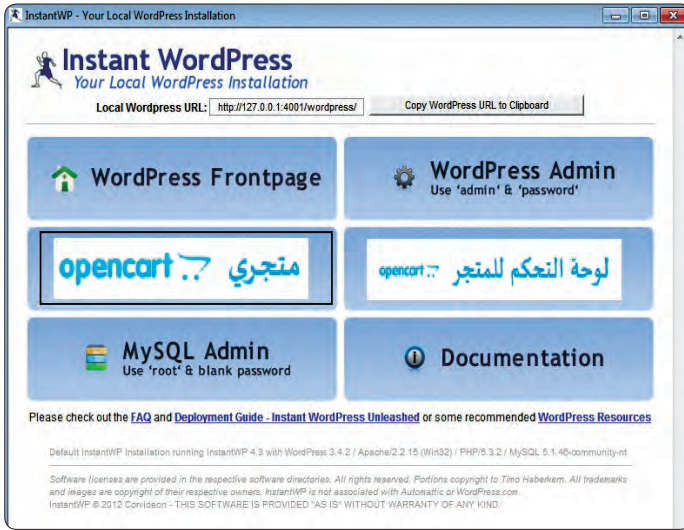 InstantWP - Your Local WordPress Installation
Instant WordPress
Your Local WordPress Installation
Local Wordpress URL: http://127.0.0.1:4001/wordpress/ Copy WordPress URL to Clipboard
WordPress Frontpage
WordPress Admin
Use 'admin' & 'password'
متجري opencart
لوحة التحكم للمتجر opencart
MySQL Admin
Use 'root' & blank password
Documentation
Please check out the FAQ and Deployment Guide - Instant WordPress Unleashed or some recommended WordPress Resources
Default InstantWP Installation running InstantWP 4.3 with WordPress 3.4.2 / Apache/2.2.15 (Win32) / PHP/5.3.2 / MySQL 5.1.46-community-nt
Software licenses are provided in the respective software directories. All rights reserved. Portions copyright to Timo Haberkern. All trademarks
and images are copyright of their respective owners. InstantWP is not associated with Automattic or WordPress.com.
InstantWP © 2012 Corvideon - THIS SOFTWARE IS PROVIDED "AS IS" WITHOUT WARRANTY OF ANY KIND.